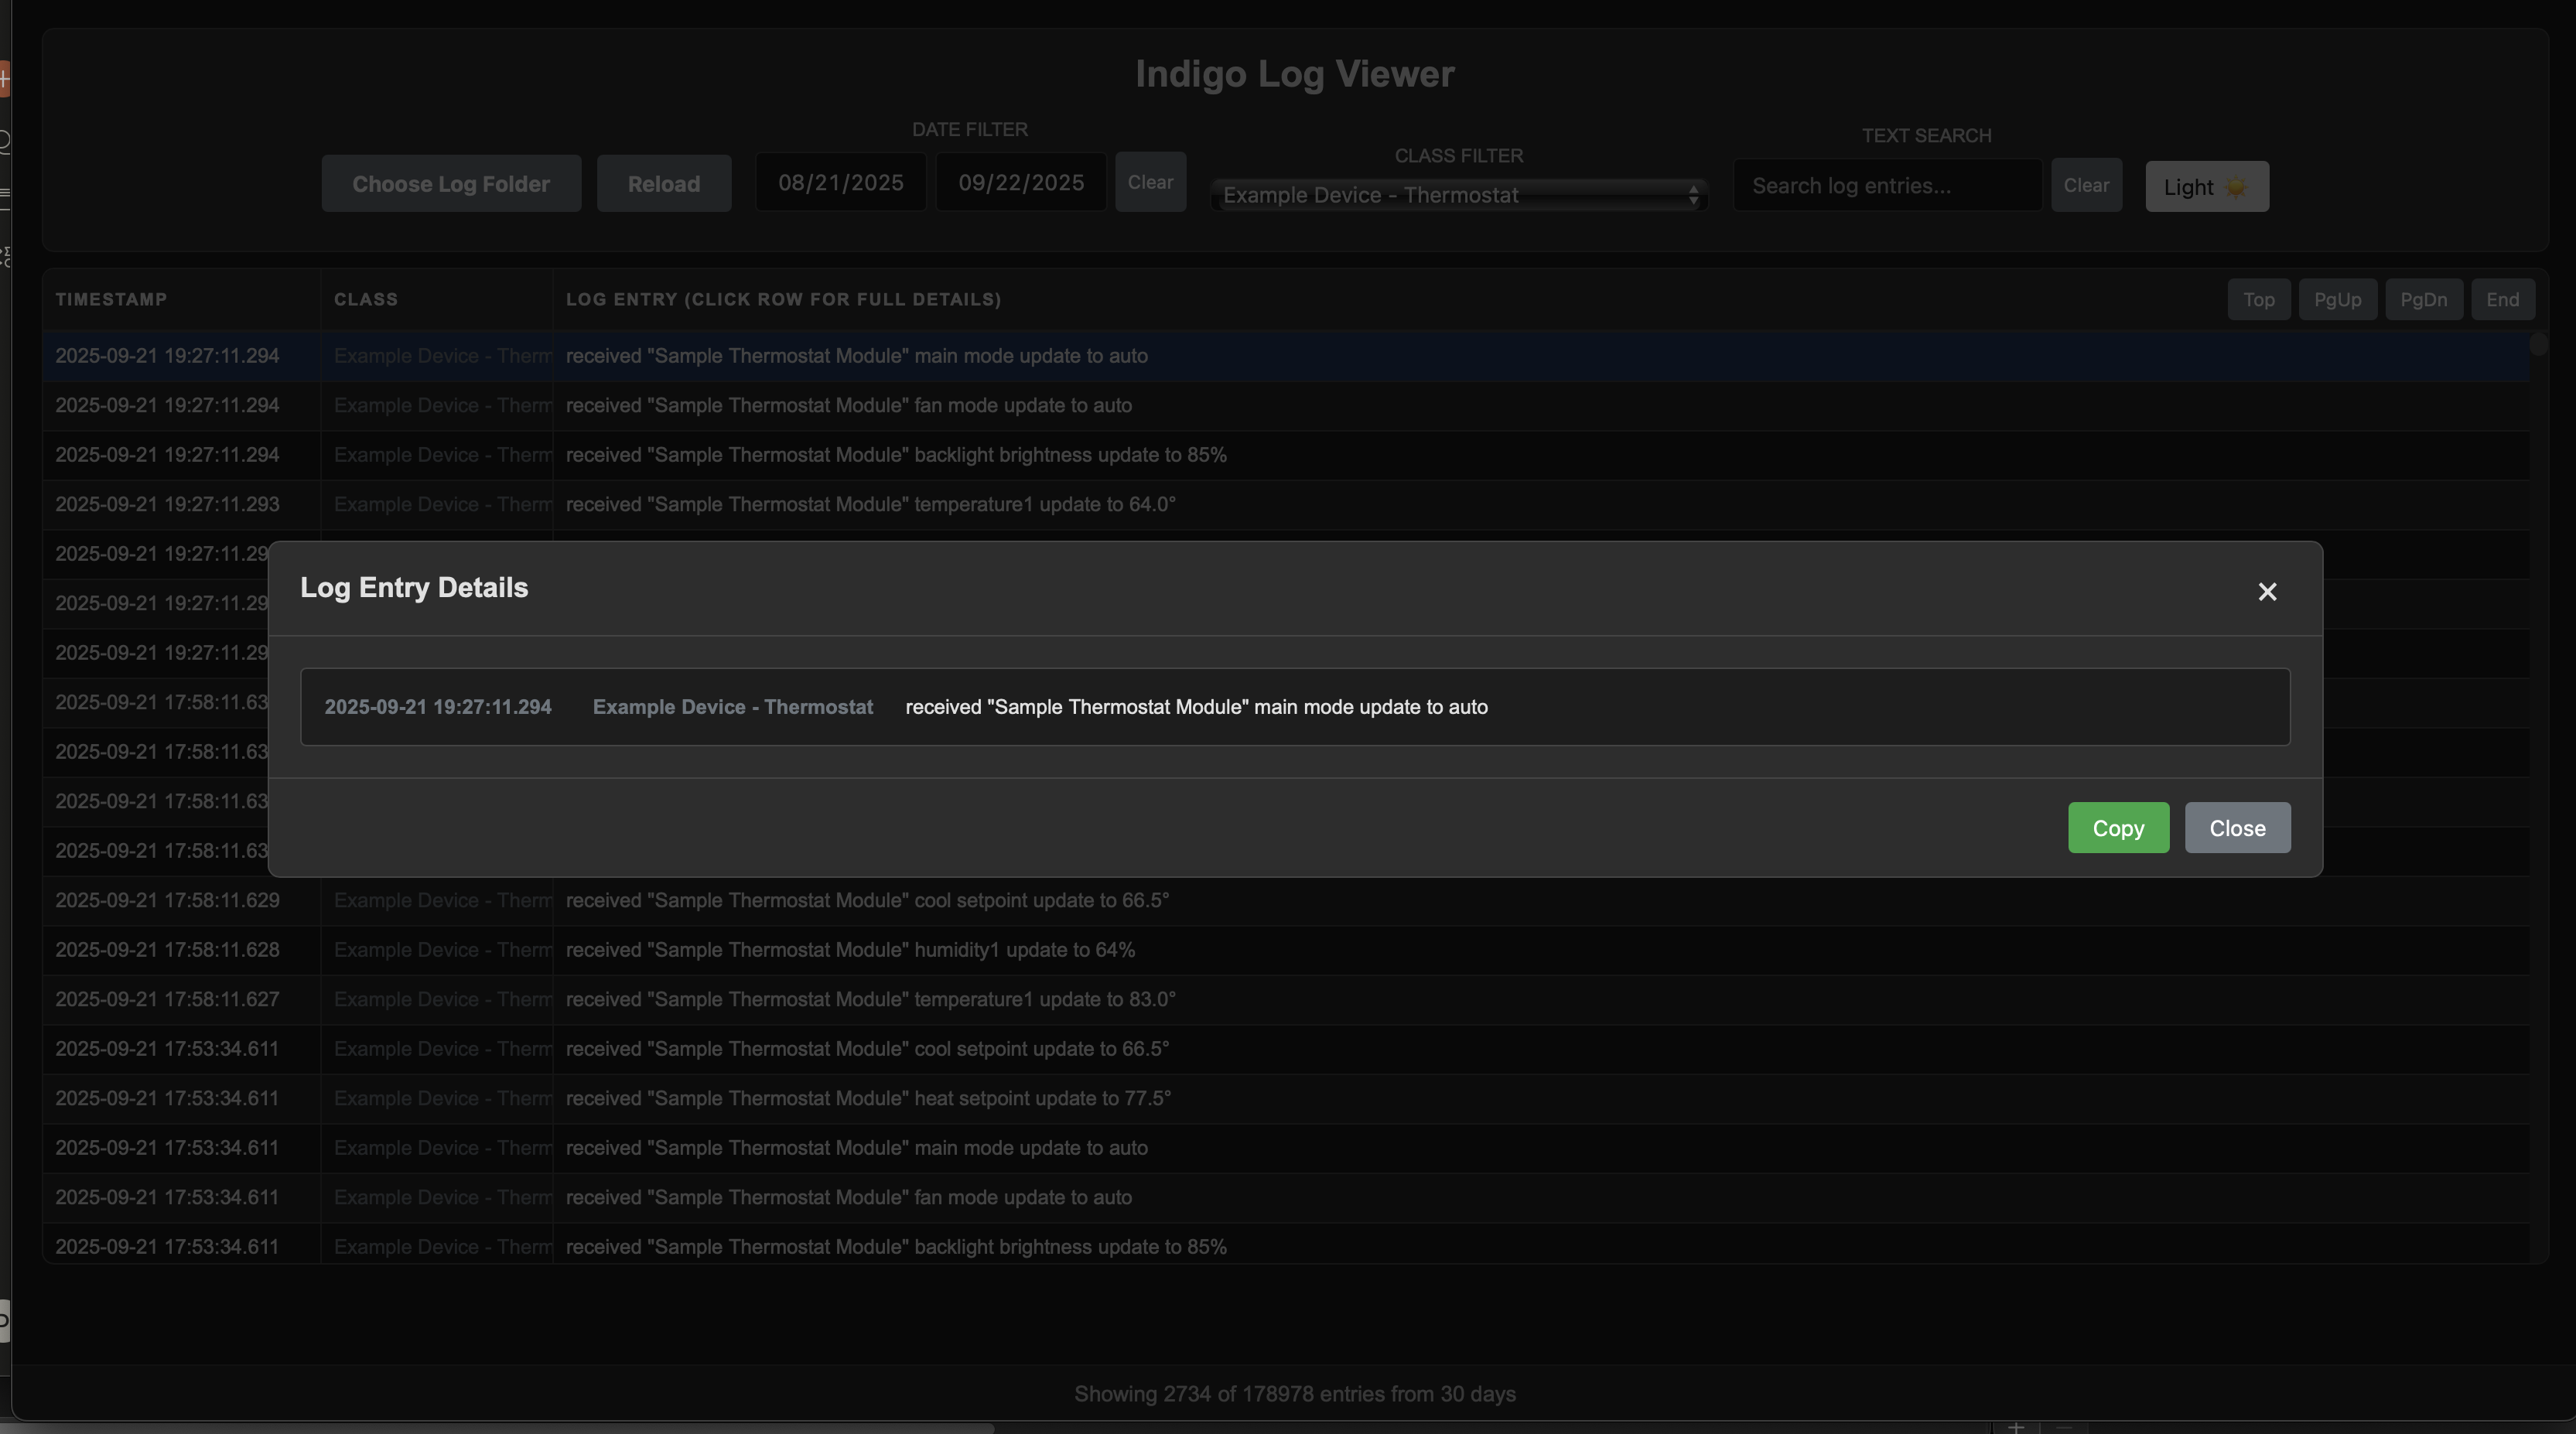 Indigo Log Viewer
DATE FILTER
CLASS FILTER
TEXT SEARCH
Choose Log Folder Reload 08/21/2025 09/22/2025 Clear Example Device - Thermostat Search log entries... Clear Light ☀️
TIMESTAMP CLASS LOG ENTRY (CLICK ROW FOR FULL DETAILS) Top PgUp PgDn End
2025-09-21 19:27:11.294 Example Device - Therm received "Sample Thermostat Module" main mode update to auto
2025-09-21 19:27:11.294 Example Device - Therm received "Sample Thermostat Module" fan mode update to auto
2025-09-21 19:27:11.294 Example Device - Therm received "Sample Thermostat Module" backlight brightness update to 85%
2025-09-21 19:27:11.293 Example Device - Therm received "Sample Thermostat Module" temperature1 update to 64.0°
2025-09-21 19:27:11.29
2025-09-21 19:27:11.29
2025-09-21 19:27:11.29
2025-09-21 17:58:11.63
2025-09-21 17:58:11.63
2025-09-21 17:58:11.63
2025-09-21 17:58:11.63
Log Entry Details ×
2025-09-21 19:27:11.294 Example Device - Thermostat received "Sample Thermostat Module" main mode update to auto
Copy Close
2025-09-21 17:58:11.629 Example Device - Therm received "Sample Thermostat Module" cool setpoint update to 66.5°
2025-09-21 17:58:11.628 Example Device - Therm received "Sample Thermostat Module" humidity1 update to 64%
2025-09-21 17:58:11.627 Example Device - Therm received "Sample Thermostat Module" temperature1 update to 83.0°
2025-09-21 17:53:34.611 Example Device - Therm received "Sample Thermostat Module" cool setpoint update to 66.5°
2025-09-21 17:53:34.611 Example Device - Therm received "Sample Thermostat Module" heat setpoint update to 77.5°
2025-09-21 17:53:34.611 Example Device - Therm received "Sample Thermostat Module" main mode update to auto
2025-09-21 17:53:34.611 Example Device - Therm received "Sample Thermostat Module" fan mode update to auto
2025-09-21 17:53:34.611 Example Device - Therm received "Sample Thermostat Module" backlight brightness update to 85%
Showing 2734 of 178978 entries from 30 days